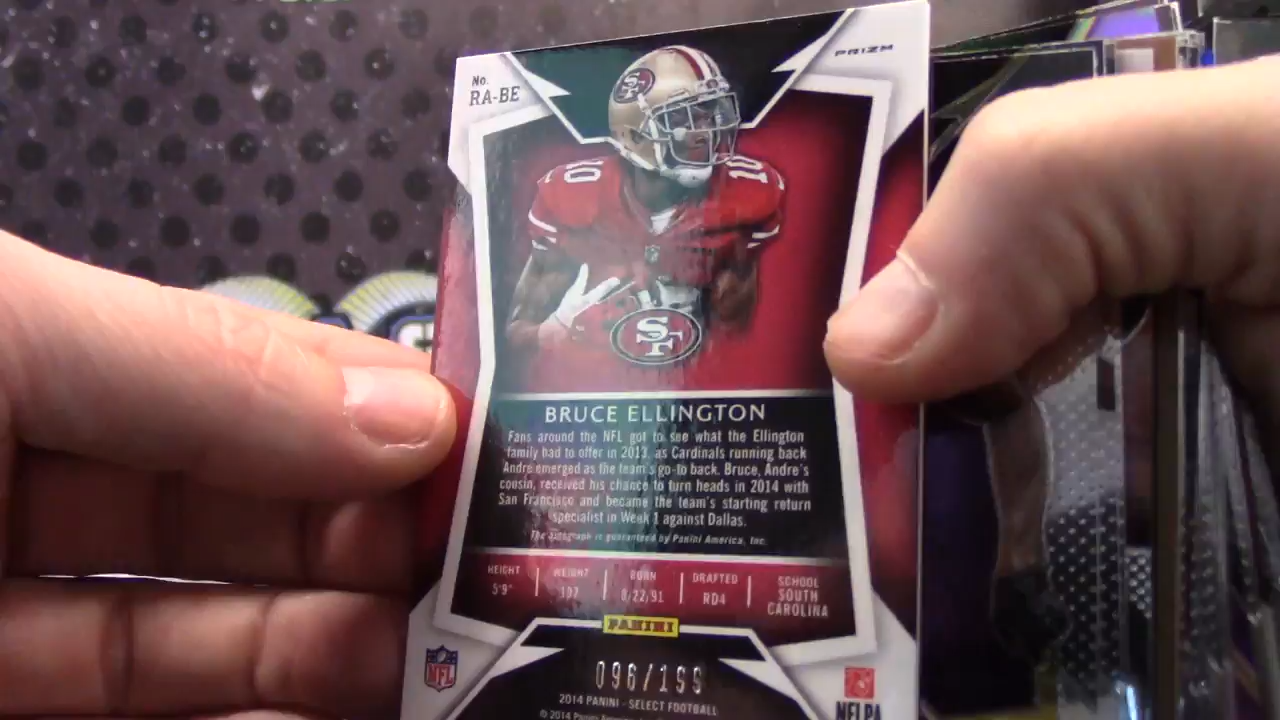 No.
RA-BE
PRIZM
SF
10 10
SF
BRUCE ELLINGTON
Fans around the NFL got to see what the Ellington
family had to offer in 2013, as Cardinals running back
Andre emerged as the team's go-to back. Bruce, Andre's
cousin, received his chance to turn heads in 2014 with
San Francisco and became the team's starting return
specialist in Week 1 against Dallas.
The autograph is guaranteed by Panini America, Inc.
HEIGHT WEIGHT BORN DRAFTED SCHOOL
5'9" 197 8/22/91 RD4 SOUTH
CAROLINA
PANINI
096/199
NFL
NFLPA
2014 PANINI - SELECT FOOTBALL
© 2014 Panini America